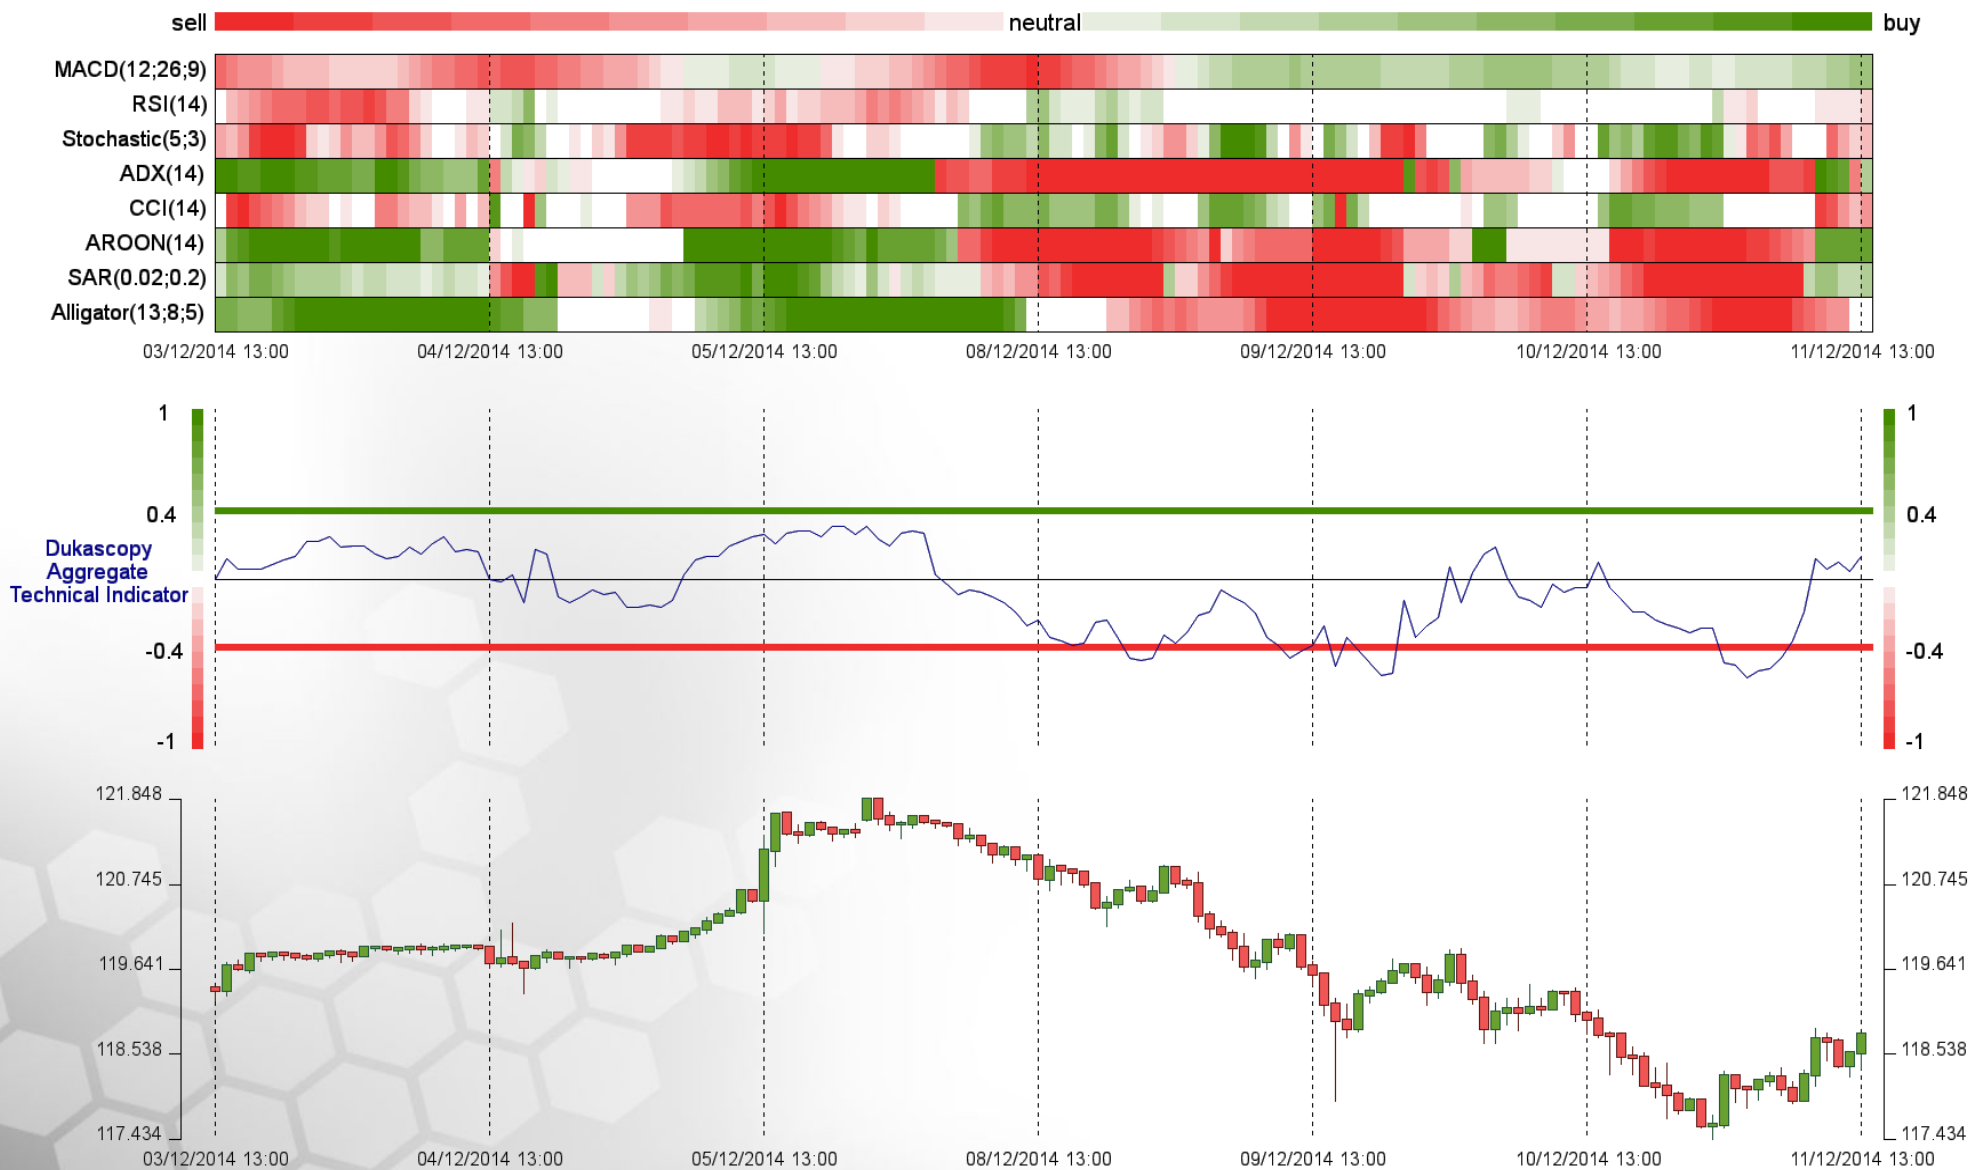 sell neutral buy
MACD(12;26;9)
RSI(14)
Stochastic(5;3)
ADX(14)
CCI(14)
AROON(14)
SAR(0.02;0.2)
Alligator(13;8;5)
03/12/2014 13:00 04/12/2014 13:00 05/12/2014 13:00 08/12/2014 13:00 09/12/2014 13:00 10/12/2014 13:00 11/12/2014 13:00
1 1
0.4 0.4
Dukascopy
Aggregate
Technical Indicator
-0.4 -0.4
-1 -1
121.848 121.848
120.745 120.745
119.641 119.641
118.538 118.538
117.434 117.434
03/12/2014 13:00 04/12/2014 13:00 05/12/2014 13:00 08/12/2014 13:00 09/12/2014 13:00 10/12/2014 13:00 11/12/2014 13:00